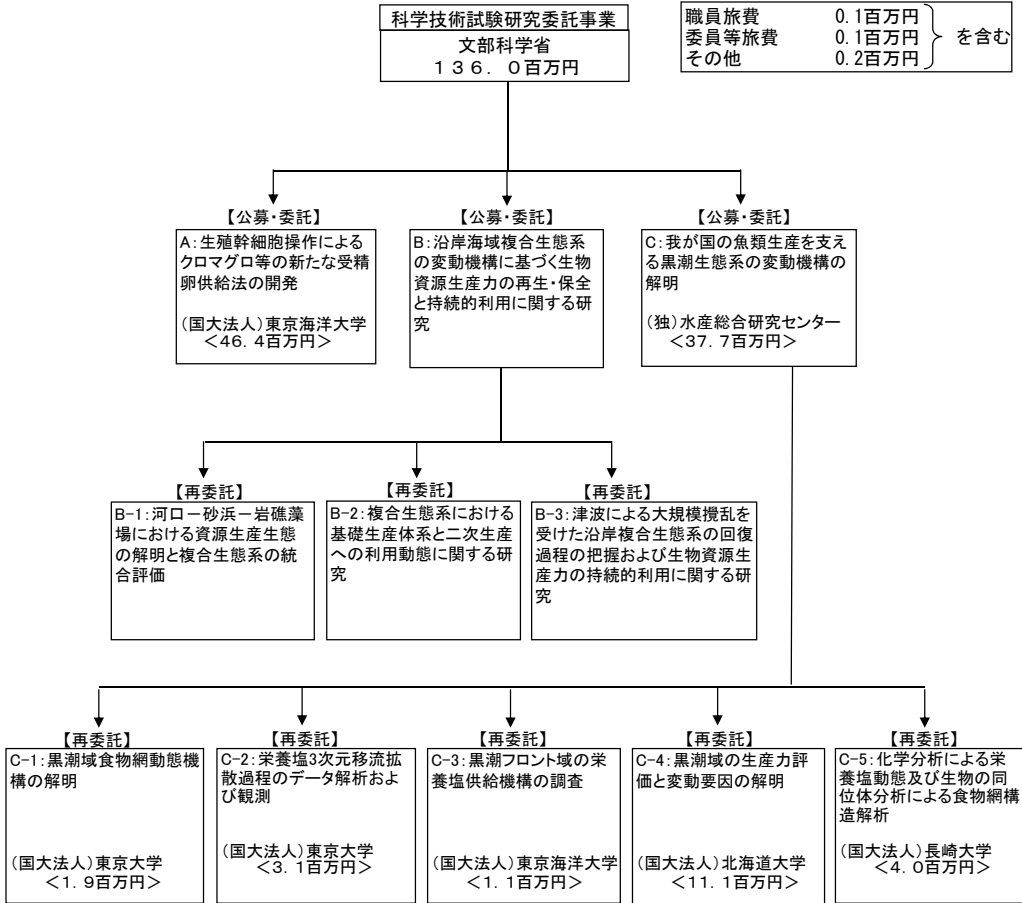 科学技術試験研究委託事業
文部科学省
１３６．０百万円
職員旅費 0.1百万円
委員等旅費 0.1百万円
その他 0.2百万円
を含む
【公募・委託】
A：生殖幹細胞操作による
クロマグロ等の新たな受精
卵供給法の開発
（国大法人）東京海洋大学
＜46．4百万円＞
【公募・委託】
B：沿岸海域複合生態系
の変動機構に基づく生物
資源生産力の再生・保全
と持続的利用に関する研
究
【公募・委託】
C：我が国の魚類生産を支え
る黒潮生態系の変動機構の
解明
（独）水産総合研究センター
＜37．7百万円＞
【再委託】
B-1：河口－砂浜－岩礁藻
場における資源生産生態
の解明と複合生態系の統
合評価
【再委託】
B-2：複合生態系における
基礎生産体系と二次生産
への利用動態に関する研
究
【再委託】
B-3：津波による大規模攪乱を
受けた沿岸複合生態系の回復
過程の把握および生物資源生
産力の持続的利用に関する研
究
【再委託】
C-1：黒潮域食物網動態機
構の解明
（国大法人）東京大学
＜1．9百万円＞
【再委託】
C-2：栄養塩3次元移流拡
散過程のデータ解析およ
び観測
（国大法人）東京大学
＜3．1百万円＞
【再委託】
C-3：黒潮フロント域の栄
養塩供給機構の調査
（国大法人）東京海洋大学
＜1．1百万円＞
【再委託】
C-4：黒潮域の生産力評
価と変動要因の解明
（国大法人）北海道大学
＜11．1百万円＞
【再委託】
C-5：化学分析による栄
養塩動態及び生物の同
位体分析による食物網構
造解析
（国大法人）長崎大学
＜4．0百万円＞